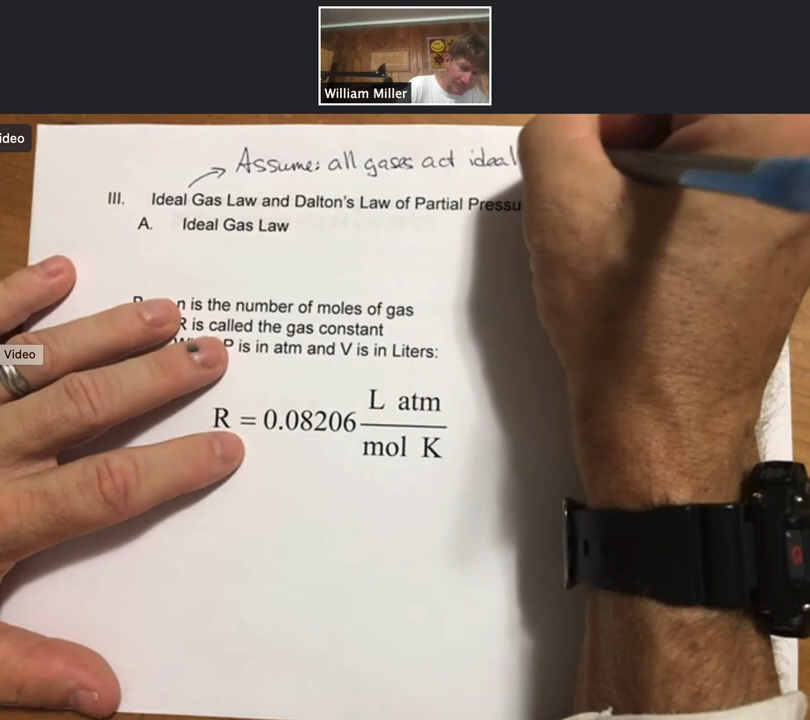 William Miller
ideo
Assume: all gases act ideal
III. Ideal Gas Law and Dalton's Law of Partial Pressu
A. Ideal Gas Law
n is the number of moles of gas
R is called the gas constant
P is in atm and V is in Liters:
Video
R = 0.08206 L atm
mol K